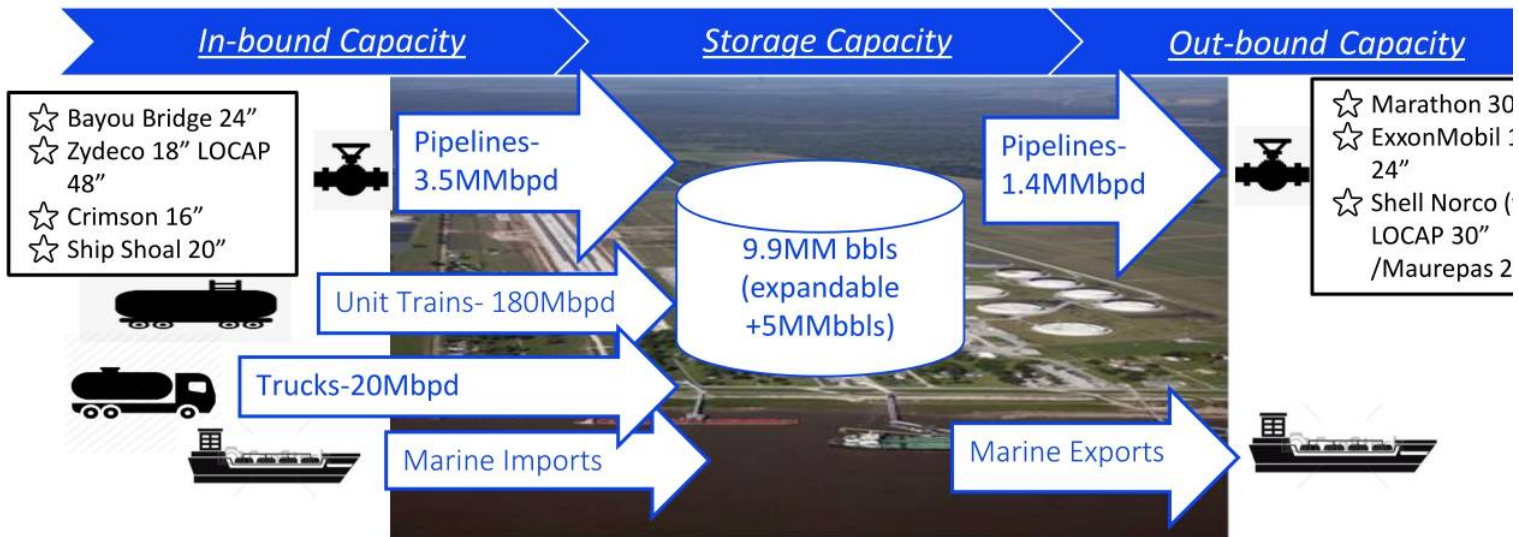 In-bound Capacity
Storage Capacity
Out-bound Capacity
☆ Bayou Bridge 24”
☆ Zydeco 18” LOCAP
48”
☆ Crimson 16”
☆ Ship Shoal 20”
Pipelines-
3.5MMbpd
Unit Trains- 180Mbpd
Trucks-20Mbpd
Marine Imports
9.9MM bbls
(expandable
+5MMbbls)
Pipelines-
1.4MMbpd
Marine Exports
☆ Marathon 30
☆ ExxonMobil
24”
☆ Shell Norco
LOCAP 30”
/Maurepas